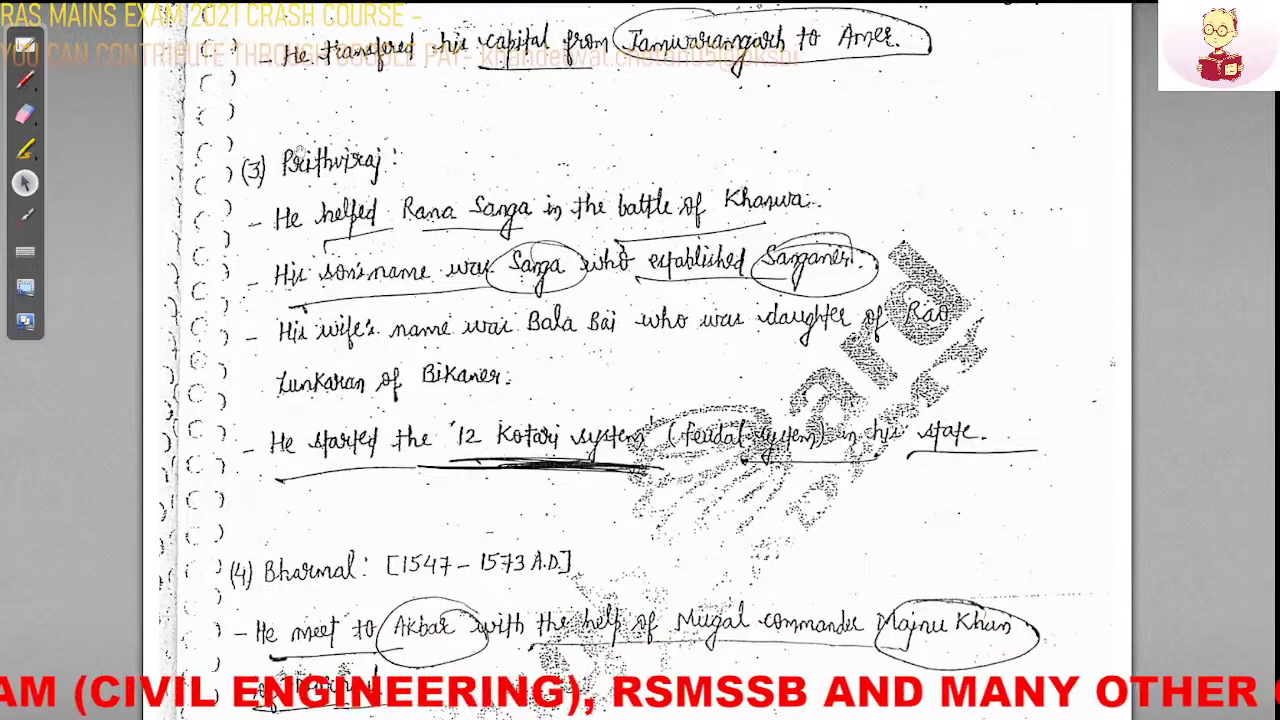 RAS MAINS EXAM 2021 CRASH COURSE -
YOU CAN CONTRIBUTE THROUGH GOOGLE PAY-
- He transfered his capital from Jamwaramgarh to Amer.
(3) Prithviraj:
- He helped Rana Sanga in the battle of Khanwa.
- His son's name was Sanga who established Sanganer.
- His wife's name was Bala Bai who was daughter of Rao
Lunkaran of Bikaner.
- He started the '12 Kotari system' (feudal system) in his state.
(4) Bharmal: [1547 - 1573 A.D.]
- He meet to Akbar with the help of Mugal commander Majnu Khan
AM (CIVIL ENGINEERING), RSMSSB AND MANY OTHER